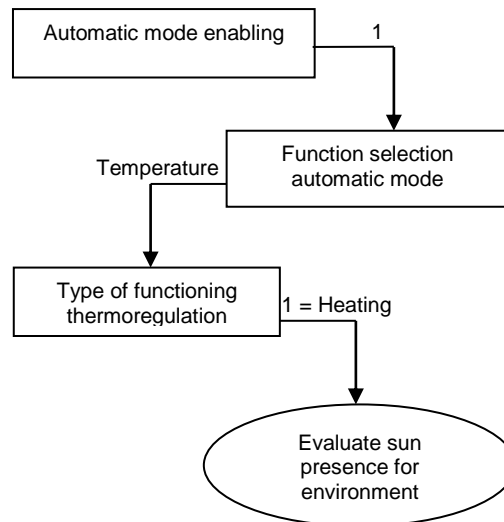 Automatic mode enabling
1
Function selection
automatic mode
Temperature
Type of functioning
thermoregulation
1 = Heating
Evaluate sun
presence for
environment